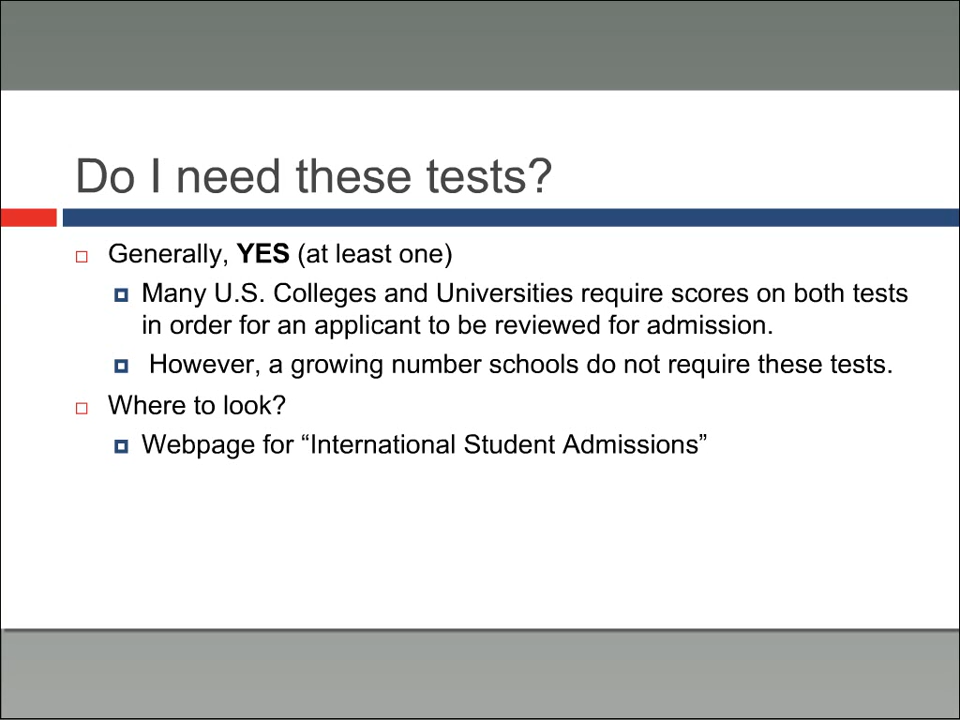 Do I need these tests?
Generally, YES (at least one)
Many U.S. Colleges and Universities require scores on both tests
in order for an applicant to be reviewed for admission.
However, a growing number schools do not require these tests.
Where to look?
Webpage for “International Student Admissions”